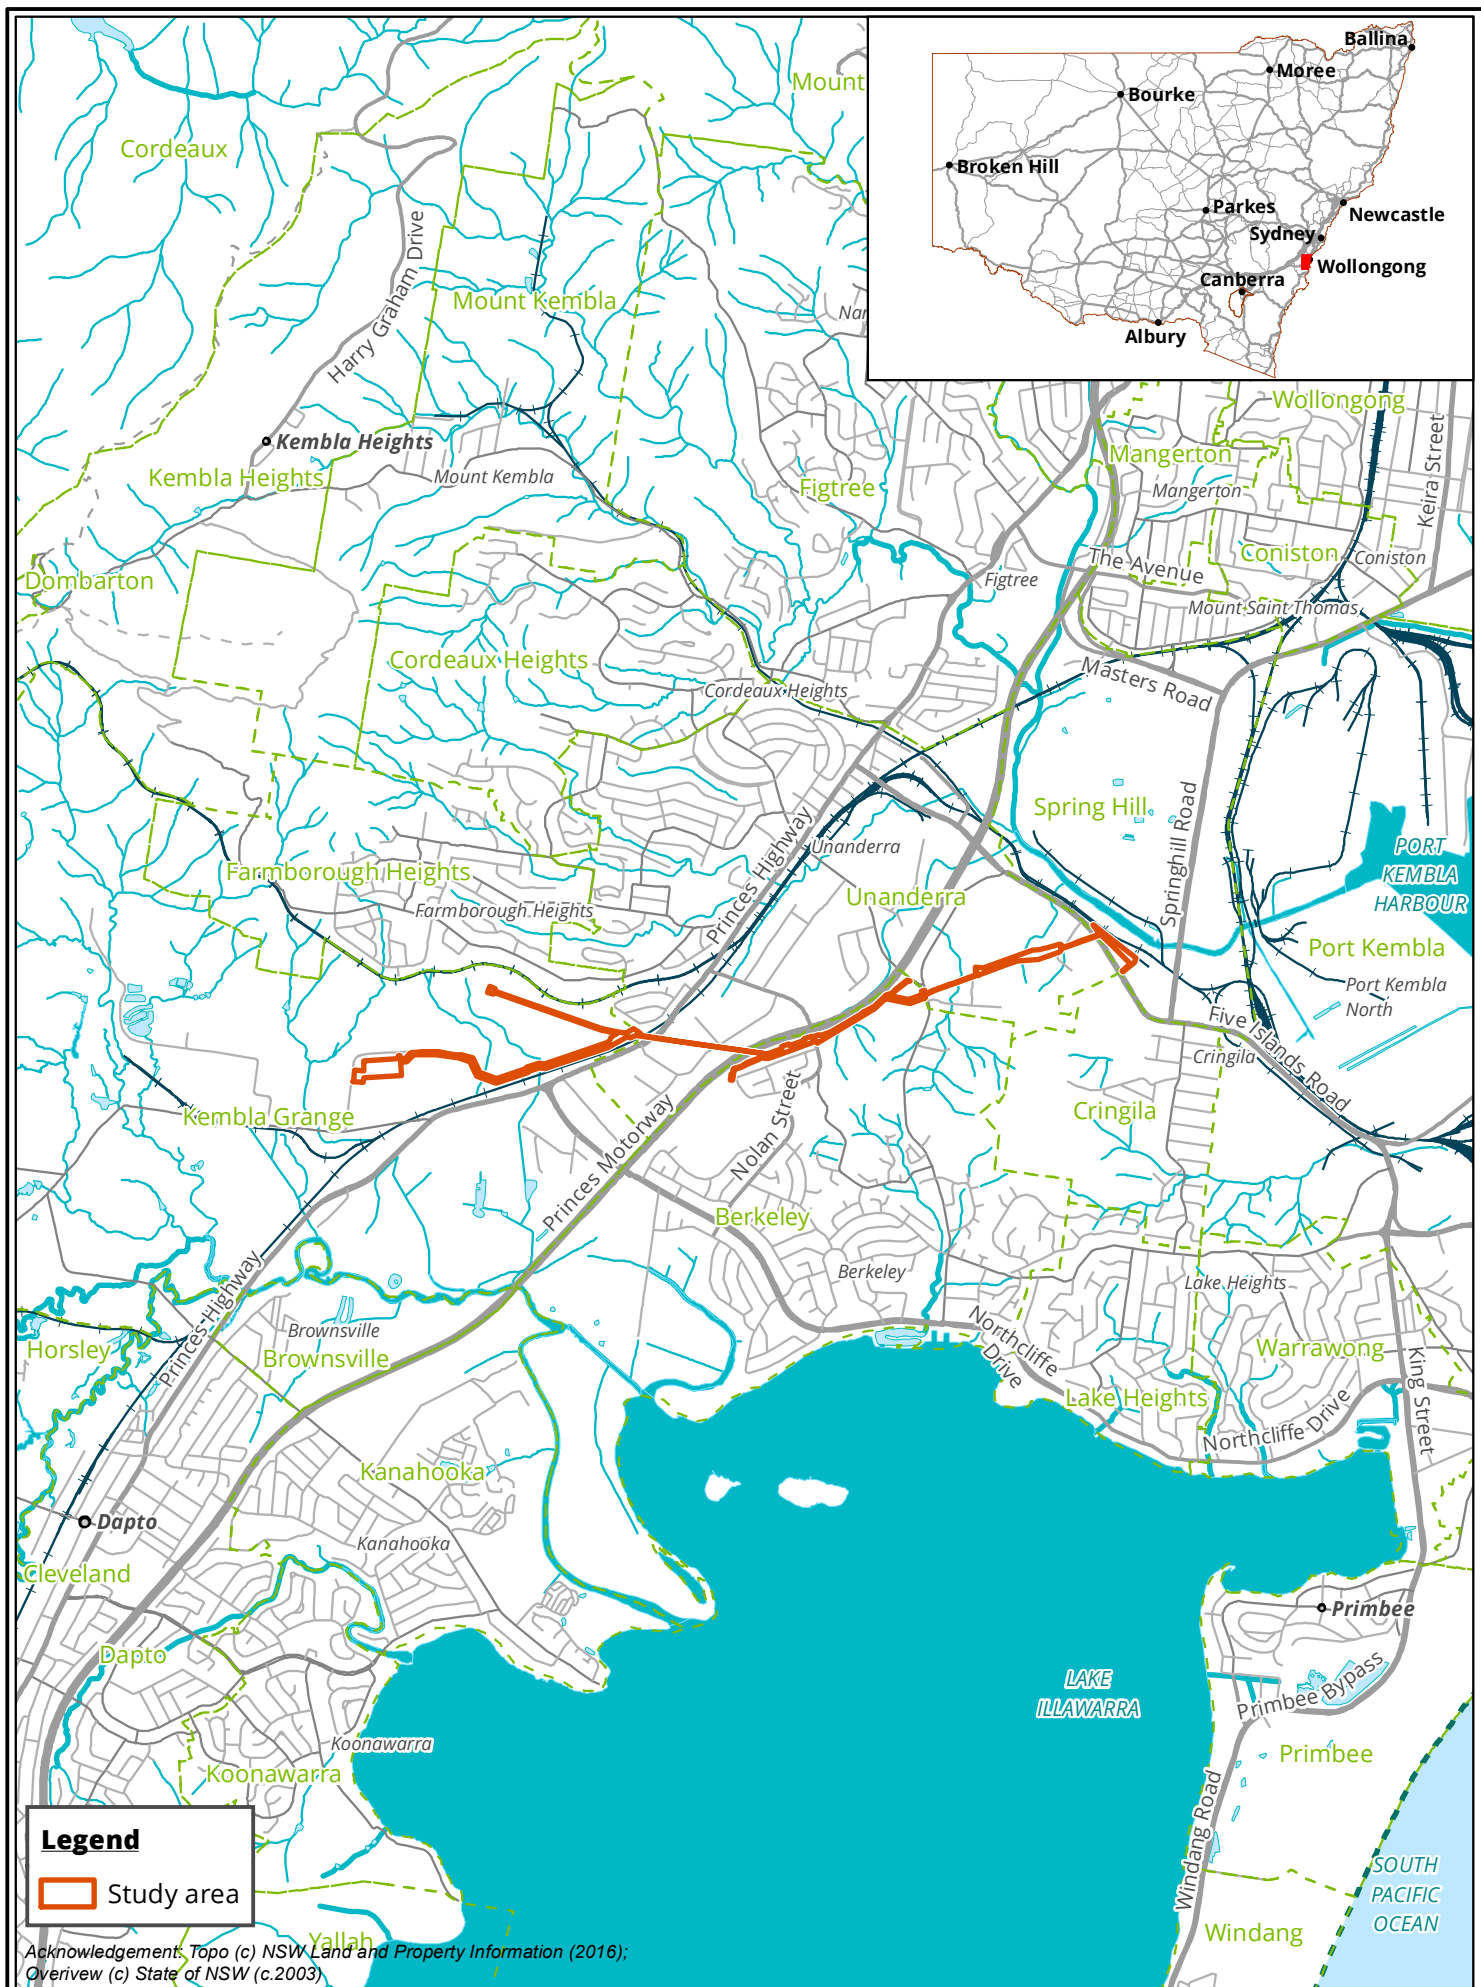 Mount
Cordeaux
Ballina
Moree
Bourke
Broken Hill
Parkes
Newcastle
Sydney
Wollongong
Canberra
Albury
Harry Graham Drive
Mount Kembla
Wollongong
Kembla Heights
Mangerton
Keira Street
Kembla Heights
Mount Kembla
Figtree
Mangerton
Dombarton
Figtree
The Avenue
Coniston
Coniston
Mount Saint Thomas
Cordeaux Heights
Cordeaux Heights
Masters Road
Spring Hill
Springhill Road
Princes Highway
Unanderra
PORT
KEMBLA
HARBOUR
Farmborough Heights
Unanderra
Farmborough Heights
Port Kembla
Port Kembla
North
Five Islands Road
Cringila
Kembla Grange
Cringila
Princes Motorway
Nolan Street
Berkeley
Berkeley
Princes Highway
Lake Heights
Horsley
Brownsville
Brownsville
Northcliffe
Drive
Warrawong
King Street
Lake Heights
Northcliffe Drive
Kanahooka
Dapto
Kanahooka
Cleveland
Primbee
Dapto
LAKE
ILLAWARRA
Primbee Bypass
Koonawarra
Primbee
Koonawarra
Windang Road
Legend
Study area
SOUTH
PACIFIC
OCEAN
Windang
Yallah
Acknowledgement: Topo (c) NSW Land and Property Information (2016);
Overivew (c) State of NSW (c.2003)